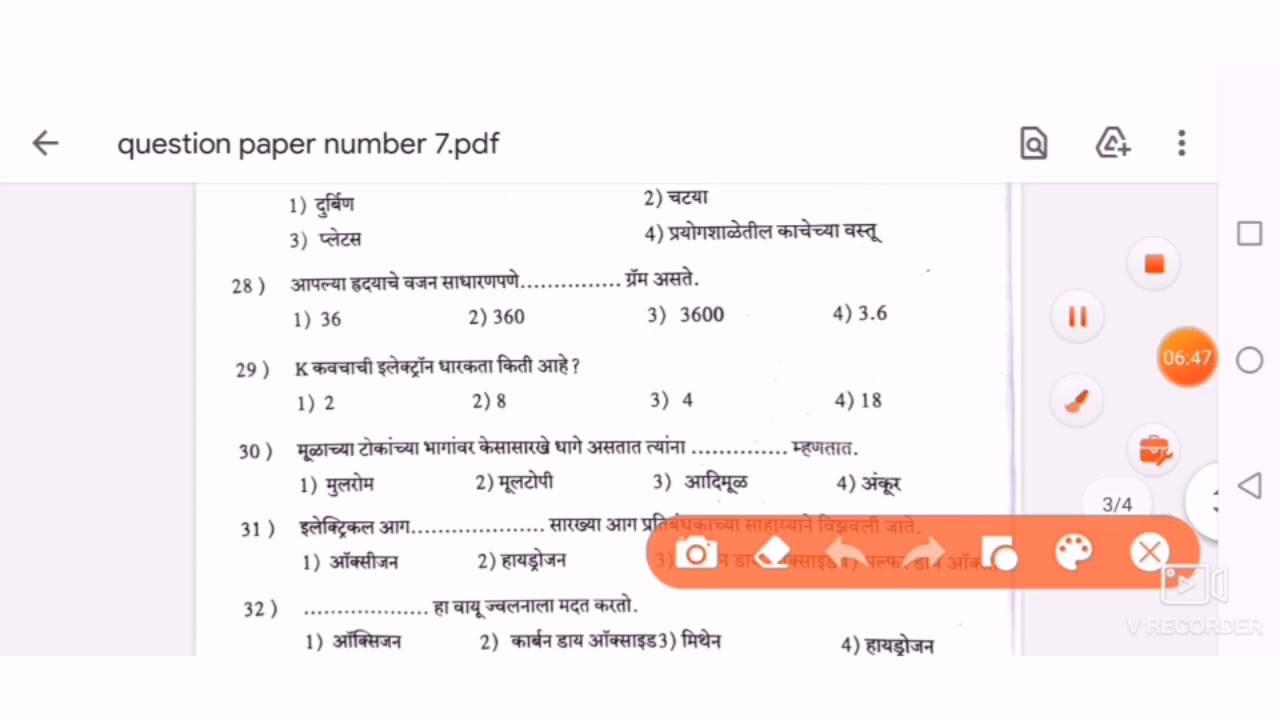 question paper number 7.pdf
1) दुर्बिण 2) चटया
3) प्लेटस 4) प्रयोगशाळेतील काचेच्या वस्तू
28 ) आपल्या हृदयाचे वजन साधारणपणे.............. ग्रॅम असते.
1) 36 2) 360 3) 3600 4) 3.6
29 ) K कवचाची इलेक्ट्रॉन धारकता किती आहे ?
1) 2 2) 8 3) 4 4) 18
30 ) मूळाच्या टोकांच्या भागांवर केसासारखे धागे असतात त्यांना .............. म्हणतात.
1) मुलरोम 2) मूलटोपी 3) आदिमूळ 4) अंकूर
31 ) इलेक्ट्रिकल आग................... सारख्या आग प्रतिबंधकाच्या साहाय्याने विझवली जाते.
1) ऑक्सीजन 2) हायड्रोजन 3)
32 ) .................. हा वायू ज्वलनाला मदत करतो.
1) ऑक्सिजन 2) कार्बन डाय ऑक्साइड3) मिथेन 4) हायड्रोजन
06:47
3/4
V RECORDER